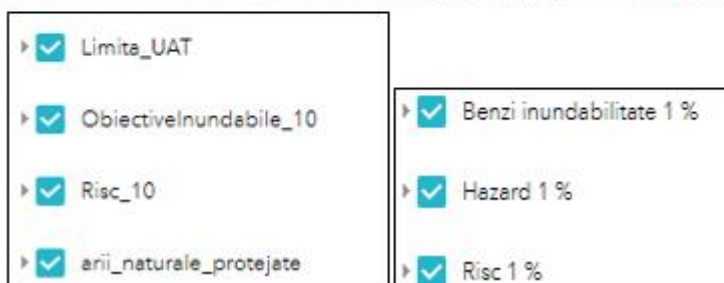 Limita_UAT
ObiectiveInundabile_10
Risc_10
arii_naturale_protejate
Benzi inundabilitate 1 %
Hazard 1 %
Risc 1 %